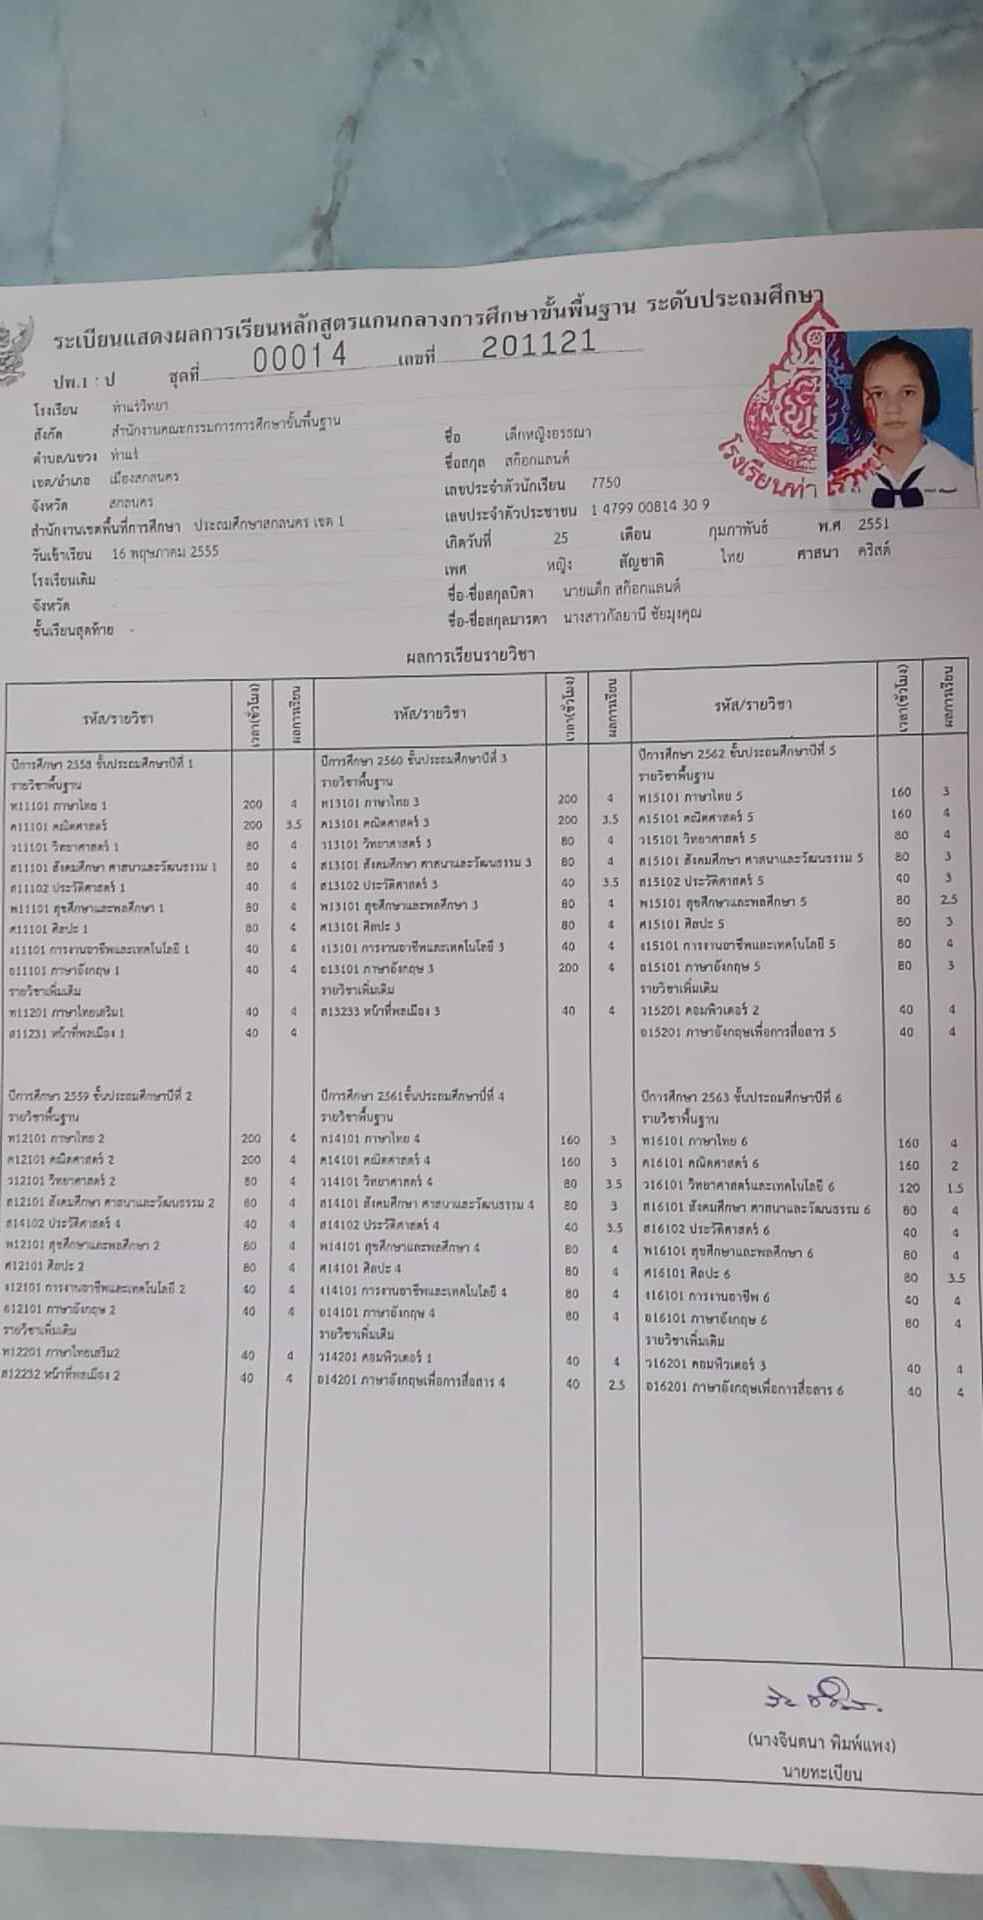 ระเบียนแสดงผลการเรียนหลักสูตรแกนกลางการศึกษาขั้นพื้นฐาน ระดับประถมศึกษา
ปพ.1 : ป ชุดที่ 00014 เลขที่ 201121
โรงเรียน ท่าแร่วิทยา
สังกัด สำนักงานคณะกรรมการการศึกษาขั้นพื้นฐาน
ตำบล/แขวง ท่าแร่
เขต/อำเภอ เมืองสกลนคร
จังหวัด สกลนคร
สำนักงานเขตพื้นที่การศึกษา ประถมศึกษาสกลนคร เขต 1
วันเข้าเรียน 16 พฤษภาคม 2555
โรงเรียนเดิม
จังหวัด
ชั้นเรียนสุดท้าย -
ชื่อ เด็กหญิงอรรณา
ชื่อสกุล สก๊อกแลนด์
เลขประจำตัวนักเรียน 7750
เลขประจำตัวประชาชน 1 4799 00814 30 9
เกิดวันที่ 25 เดือน กุมภาพันธ์ พ.ศ 2551
เพศ หญิง สัญชาติ ไทย ศาสนา คริสต์
ชื่อ-ชื่อสกุลบิดา นายแด็ก สก๊อกแลนด์
ชื่อ-ชื่อสกุลมารดา นางสาวกัลยานี ชัยมุงคุณ
โรงเรียนท่าแร่วิทยา
ผลการเรียนรายวิชา
รหัส/รายวิชา เวลา(ชั่วโมง) ผลการเรียน รหัส/รายวิชา เวลา(ชั่วโมง) ผลการเรียน รหัส/รายวิชา เวลา(ชั่วโมง) ผลการเรียน
ปีการศึกษา 2558 ชั้นประถมศึกษาปีที่ 1
รายวิชาพื้นฐาน
ท11101 ภาษาไทย 1 200 4
ค11101 คณิตศาสตร์ 200 3.5
ว11101 วิทยาศาสตร์ 1 80 4
ส11101 สังคมศึกษา ศาสนาและวัฒนธรรม 1 80 4
ส11102 ประวัติศาสตร์ 1 40 4
พ11101 สุขศึกษาและพลศึกษา 1 80 4
ศ11101 ศิลปะ 1 80 4
ง11101 การงานอาชีพและเทคโนโลยี 1 40 4
อ11101 ภาษาอังกฤษ 1 40 4
รายวิชาเพิ่มเติม
ท11201 ภาษาไทยเสริม1 40 4
ส11231 หน้าที่พลเมือง 1 40 4
ปีการศึกษา 2559 ชั้นประถมศึกษาปีที่ 2
รายวิชาพื้นฐาน
ท12101 ภาษาไทย 2 200 4
ค12101 คณิตศาสตร์ 2 200 4
ว12101 วิทยาศาสตร์ 2 80 4
ส12101 สังคมศึกษา ศาสนาและวัฒนธรรม 2 80 4
ส14102 ประวัติศาสตร์ 4 40 4
พ12101 สุขศึกษาและพลศึกษา 2 80 4
ศ12101 ศิลปะ 2 80 4
ง12101 การงานอาชีพและเทคโนโลยี 2 40 4
อ12101 ภาษาอังกฤษ 2 40 4
รายวิชาเพิ่มเติม
ท12201 ภาษาไทยเสริม2 40 4
ส12232 หน้าที่พลเมือง 2 40 4
ปีการศึกษา 2560 ชั้นประถมศึกษาปีที่ 3
รายวิชาพื้นฐาน
ท13101 ภาษาไทย 3 200 4
ค13101 คณิตศาสตร์ 3 200 3.5
ว13101 วิทยาศาสตร์ 3 80 4
ส13101 สังคมศึกษา ศาสนาและวัฒนธรรม 3 80 4
ส13102 ประวัติศาสตร์ 3 40 3.5
พ13101 สุขศึกษาและพลศึกษา 3 80 4
ศ13101 ศิลปะ 3 80 4
ง13101 การงานอาชีพและเทคโนโลยี 3 40 4
อ13101 ภาษาอังกฤษ 3 200 4
รายวิชาเพิ่มเติม
ส13233 หน้าที่พลเมือง 3 40 4
ปีการศึกษา 2561ชั้นประถมศึกษาปีที่ 4
รายวิชาพื้นฐาน
ท14101 ภาษาไทย 4 160 3
ค14101 คณิตศาสตร์ 4 160 3
ว14101 วิทยาศาสตร์ 4 80 3.5
ส14101 สังคมศึกษา ศาสนาและวัฒนธรรม 4 80 3
ส14102 ประวัติศาสตร์ 4 40 3.5
พ14101 สุขศึกษาและพลศึกษา 4 80 4
ศ14101 ศิลปะ 4 80 4
ง14101 การงานอาชีพและเทคโนโลยี 4 80 4
อ14101 ภาษาอังกฤษ 4 80 4
รายวิชาเพิ่มเติม
ว14201 คอมพิวเตอร์ 1 40 4
อ14201 ภาษาอังกฤษเพื่อการสื่อสาร 4 40 2.5
ปีการศึกษา 2562 ชั้นประถมศึกษาปีที่ 5
รายวิชาพื้นฐาน
ท15101 ภาษาไทย 5 160 3
ค15101 คณิตศาสตร์ 5 160 4
ว15101 วิทยาศาสตร์ 5 80 4
ส15101 สังคมศึกษา ศาสนาและวัฒนธรรม 5 80 3
ส15102 ประวัติศาสตร์ 5 40 3
พ15101 สุขศึกษาและพลศึกษา 5 80 2.5
ศ15101 ศิลปะ 5 80 3
ง15101 การงานอาชีพและเทคโนโลยี 5 80 4
อ15101 ภาษาอังกฤษ 5 80 3
รายวิชาเพิ่มเติม
ว15201 คอมพิวเตอร์ 2 40 4
อ15201 ภาษาอังกฤษเพื่อการสื่อสาร 5 40 4
ปีการศึกษา 2563 ชั้นประถมศึกษาปีที่ 6
รายวิชาพื้นฐาน
ท16101 ภาษาไทย 6 160 4
ค16101 คณิตศาสตร์ 6 160 2
ว16101 วิทยาศาสตร์และเทคโนโลยี 6 120 1.5
ส16101 สังคมศึกษา ศาสนาและวัฒนธรรม 6 80 4
ส16102 ประวัติศาสตร์ 6 40 4
พ16101 สุขศึกษาและพลศึกษา 6 80 4
ศ16101 ศิลปะ 6 80 3.5
ง16101 การงานอาชีพ 6 40 4
อ16101 ภาษาอังกฤษ 6 80 4
รายวิชาเพิ่มเติม
ว16201 คอมพิวเตอร์ 3 40 4
อ16201 ภาษาอังกฤษเพื่อการสื่อสาร 6 40 4
(นางจินตนา พิมพ์แพง)
นายทะเบียน